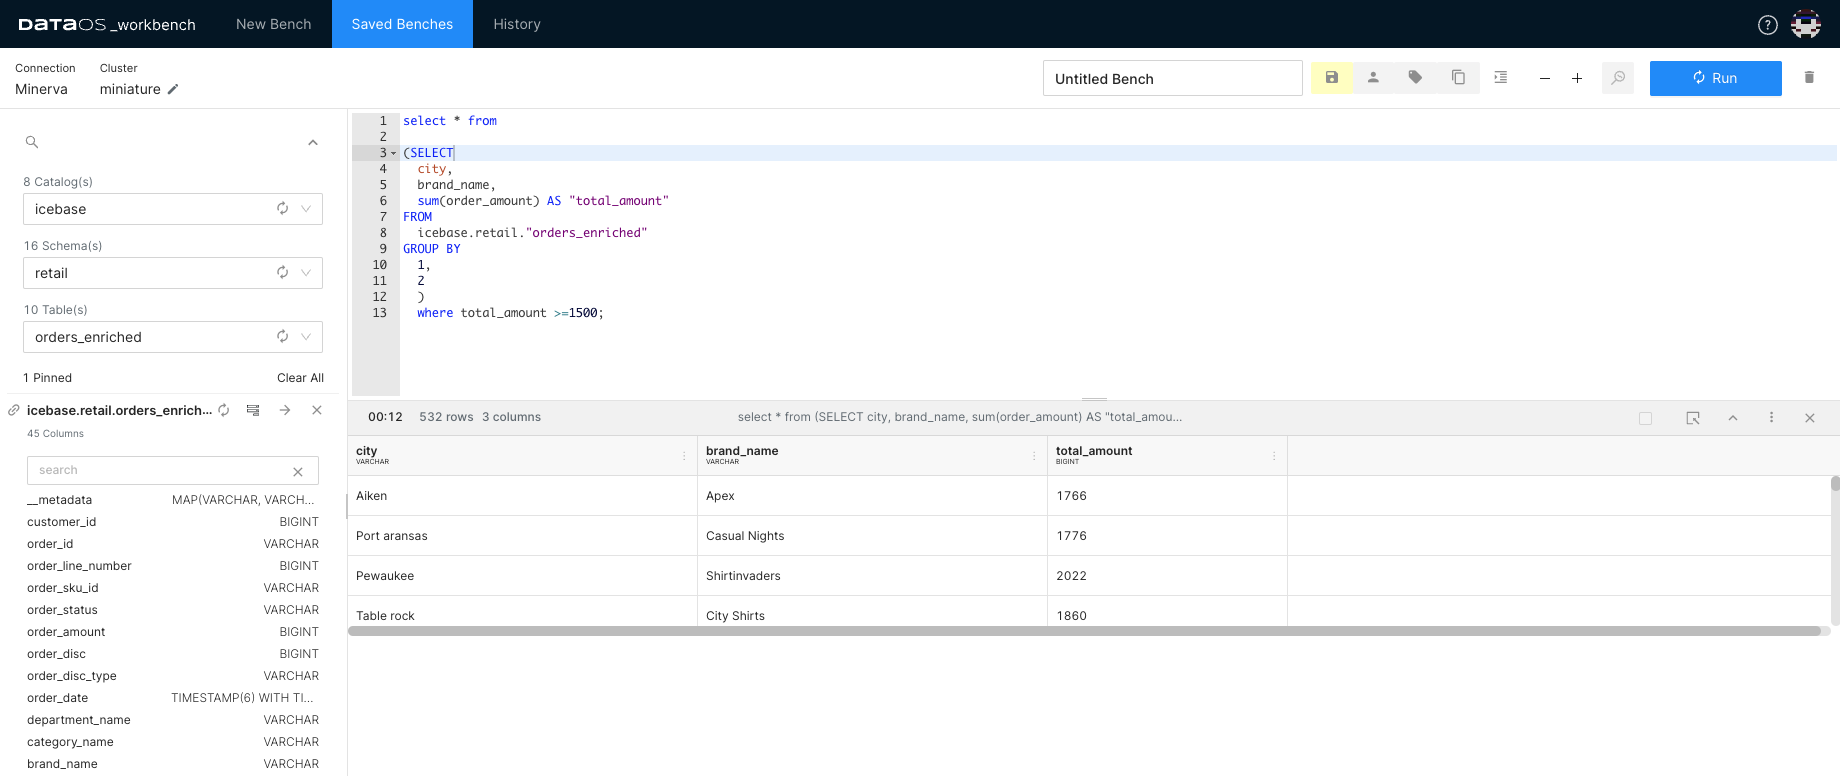 DATAOS _workbench New Bench Saved Benches History
Connection Cluster
Minerva miniature
Untitled Bench
Run
8 Catalog(s)
icebase
16 Schema(s)
retail
10 Table(s)
orders_enriched
1 Pinned Clear All
icebase.retail.orders_enrich...
45 Columns
search
__metadata MAP(VARCHAR, VARCH...
customer_id BIGINT
order_id VARCHAR
order_line_number BIGINT
order_sku_id VARCHAR
order_status VARCHAR
order_amount BIGINT
order_disc BIGINT
order_disc_type VARCHAR
order_date TIMESTAMP(6) WITH TI...
department_name VARCHAR
category_name VARCHAR
brand_name VARCHAR
1 select * from
2
3 (SELECT
4 city,
5 brand_name,
6 sum(order_amount) AS "total_amount"
7 FROM
8 icebase.retail."orders_enriched"
9 GROUP BY
10 1,
11 2
12 )
13 where total_amount >=1500;
00:12 532 rows 3 columns select * from (SELECT city, brand_name, sum(order_amount) AS "total_amou...
city brand_name total_amount
VARCHAR VARCHAR BIGINT
Aiken Apex 1766
Port aransas Casual Nights 1776
Pewaukee Shirtinvaders 2022
Table rock City Shirts 1860